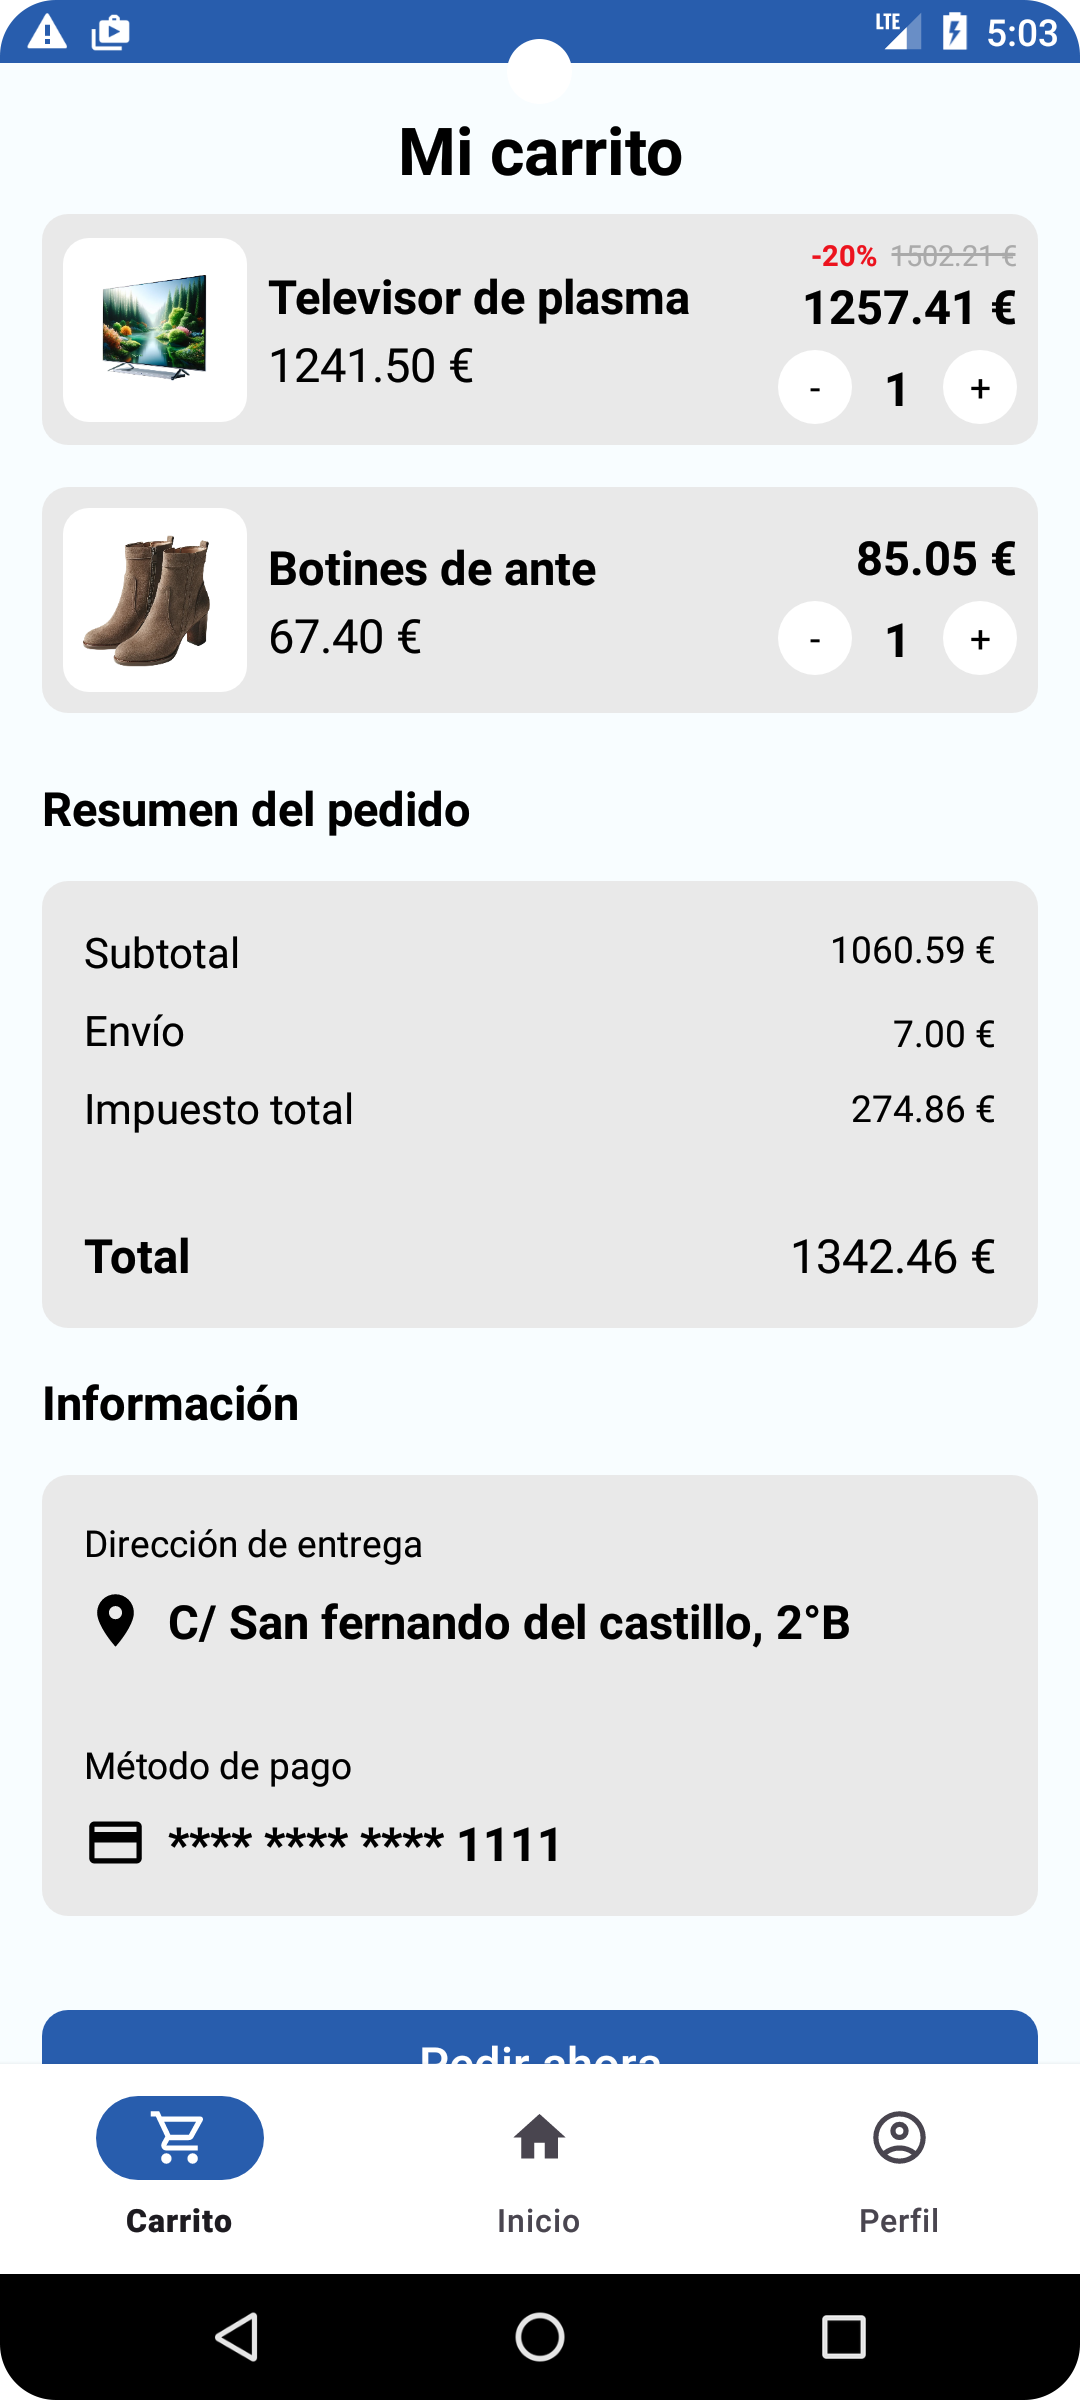 LTE 5:03
Mi carrito
-20% 1502.21 €
Televisor de plasma 1257.41 €
1241.50 €
- 1 +
Botines de ante 85.05 €
67.40 €
- 1 +
Resumen del pedido
Subtotal 1060.59 €
Envío 7.00 €
Impuesto total 274.86 €
Total 1342.46 €
Información
Dirección de entrega
C/ San fernando del castillo, 2°B
Método de pago
**** **** **** 1111
Pedir ahora
Carrito Inicio Perfil